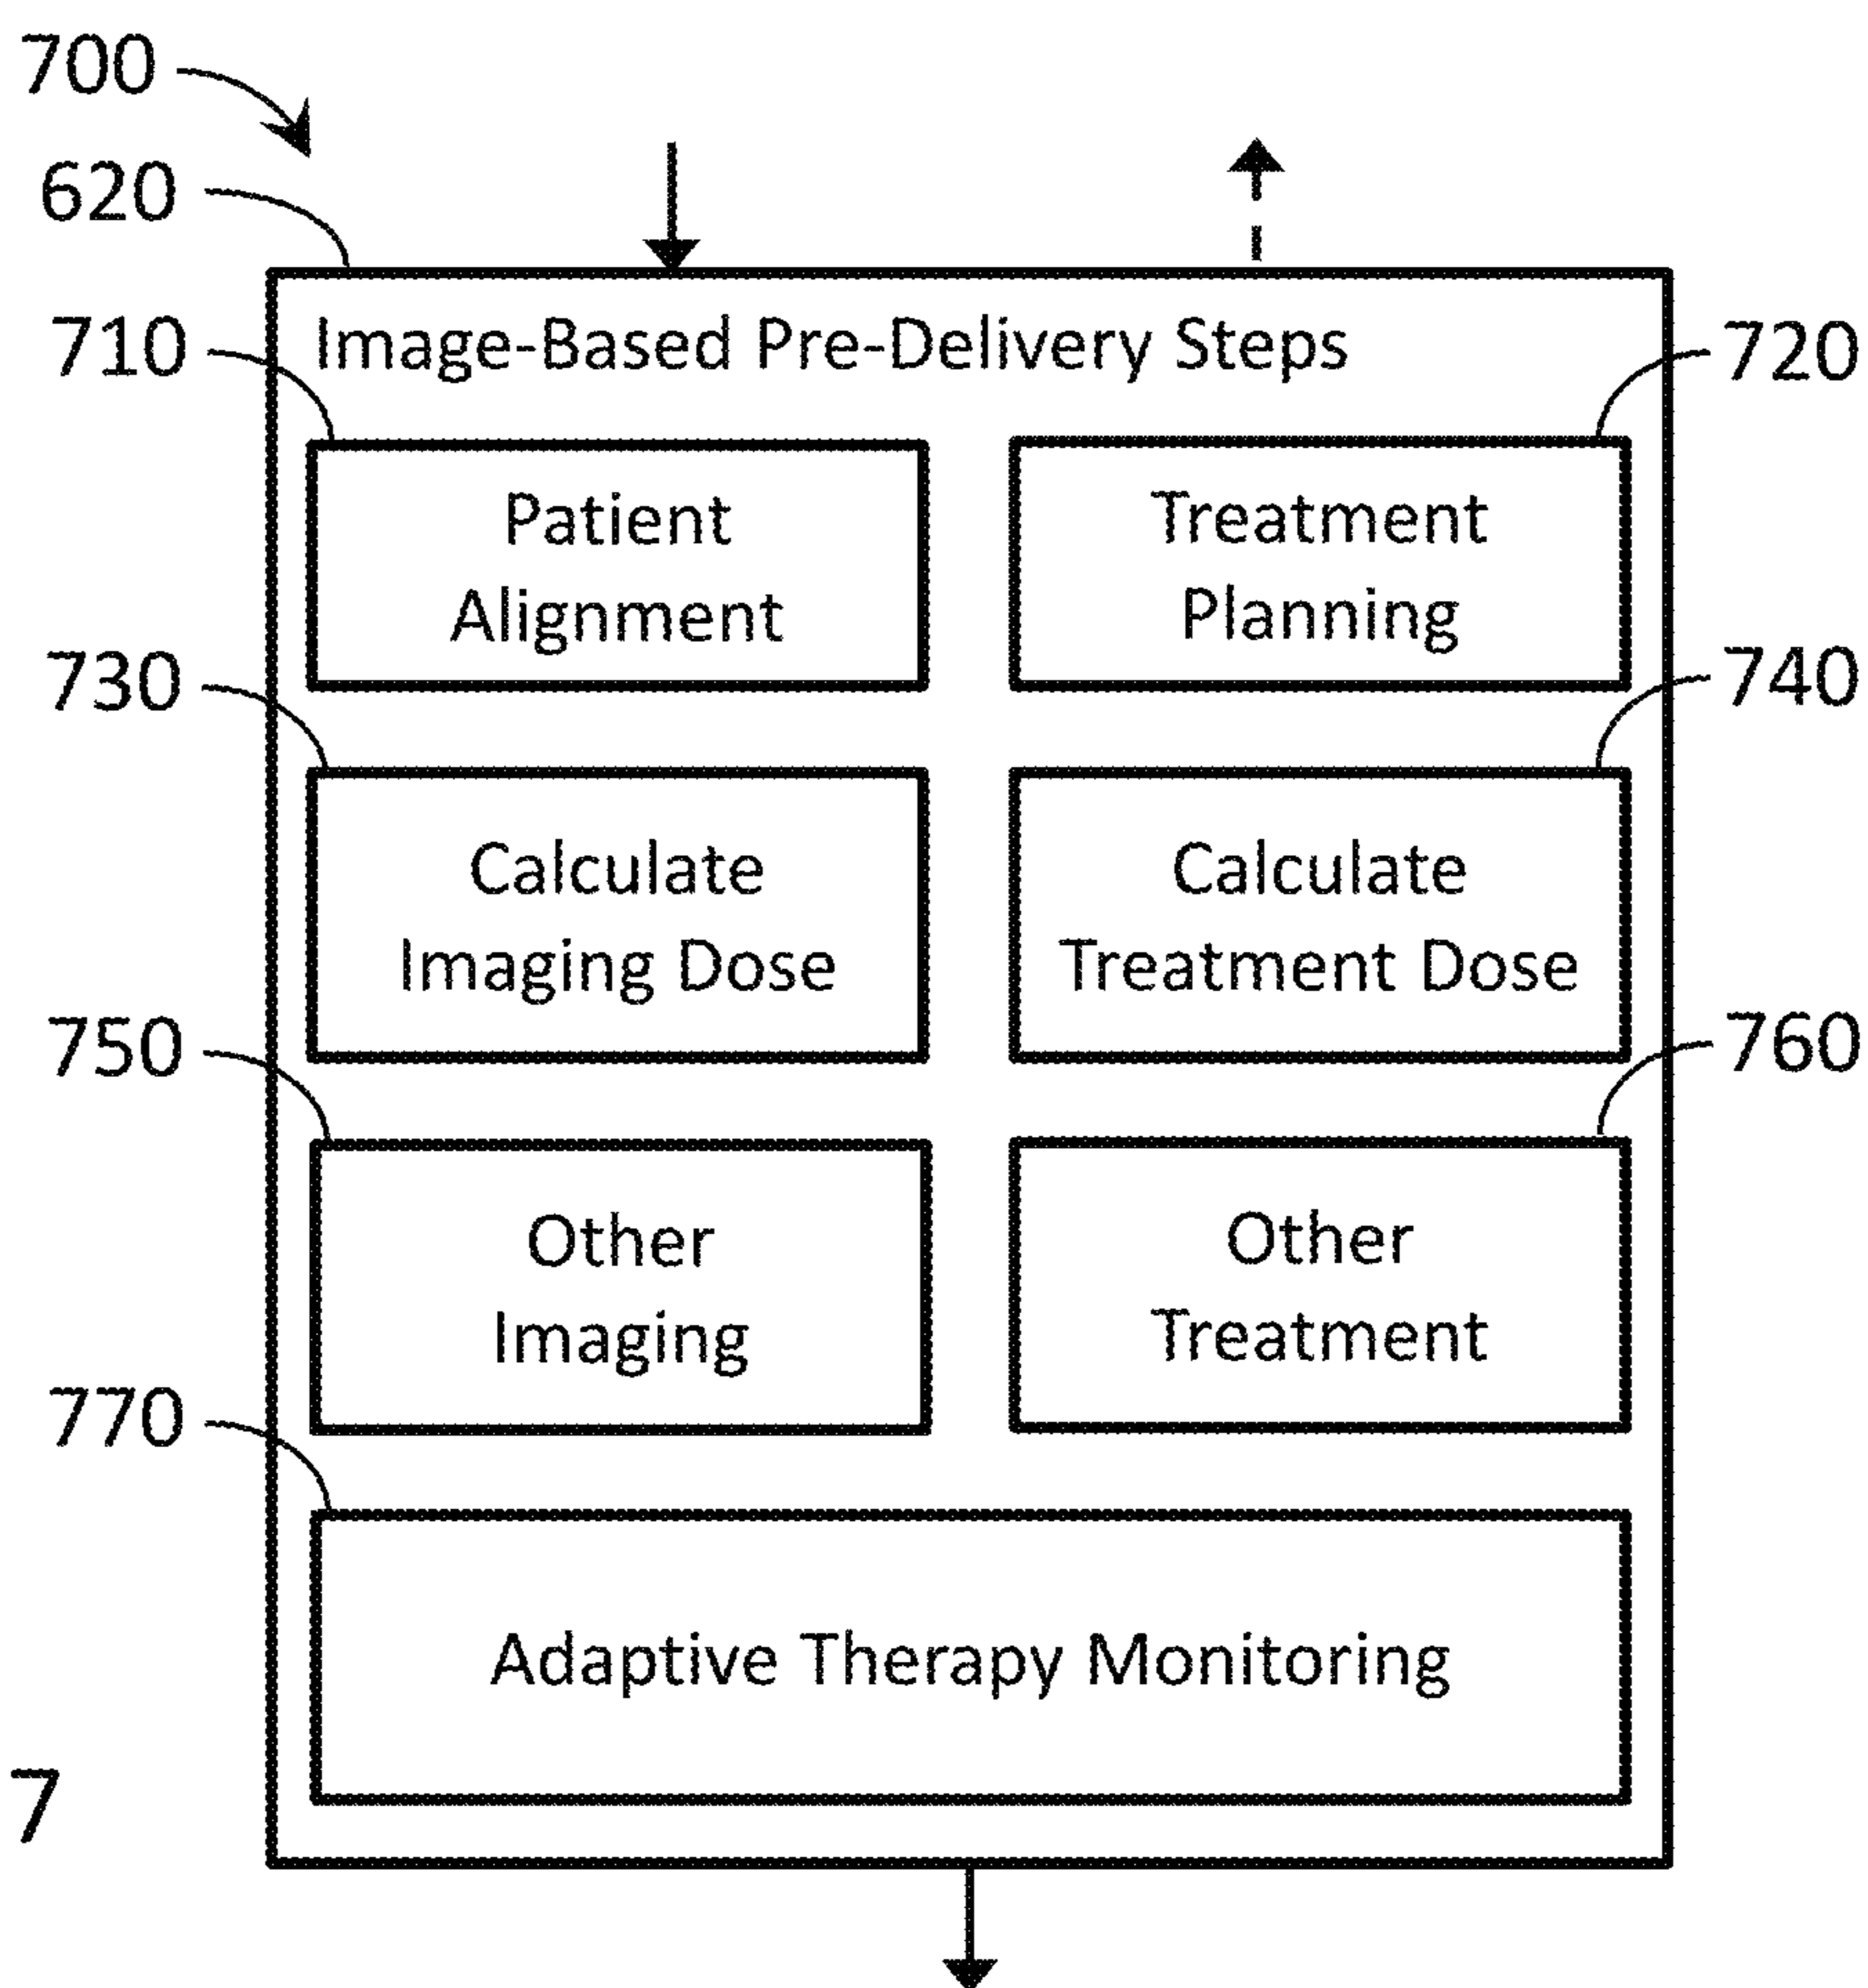 700
620
Image-Based Pre-Delivery Steps
710
720
Patient
Alignment
Treatment
Planning
730
740
Calculate
Imaging Dose
Calculate
Treatment Dose
750
760
Other
Imaging
Other
Treatment
770
Adaptive Therapy Monitoring
7